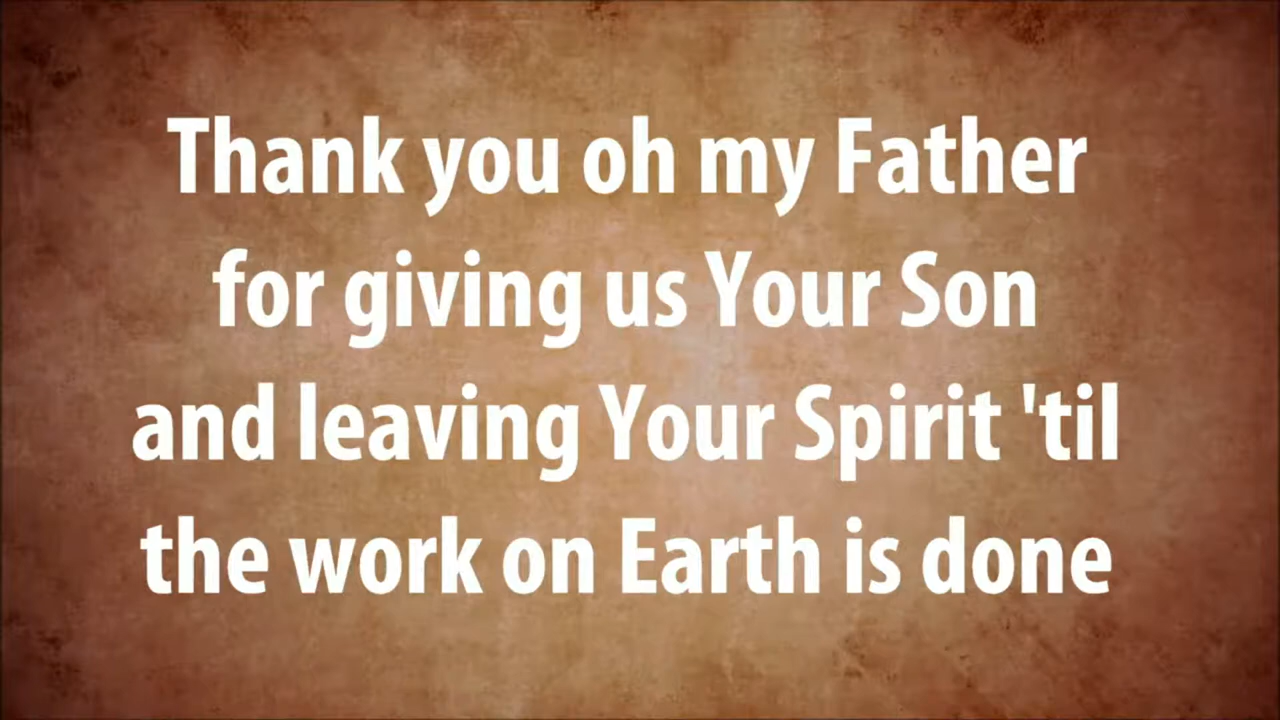 Thank you oh my Father
for giving us Your Son
and leaving Your Spirit 'til
the work on Earth is done